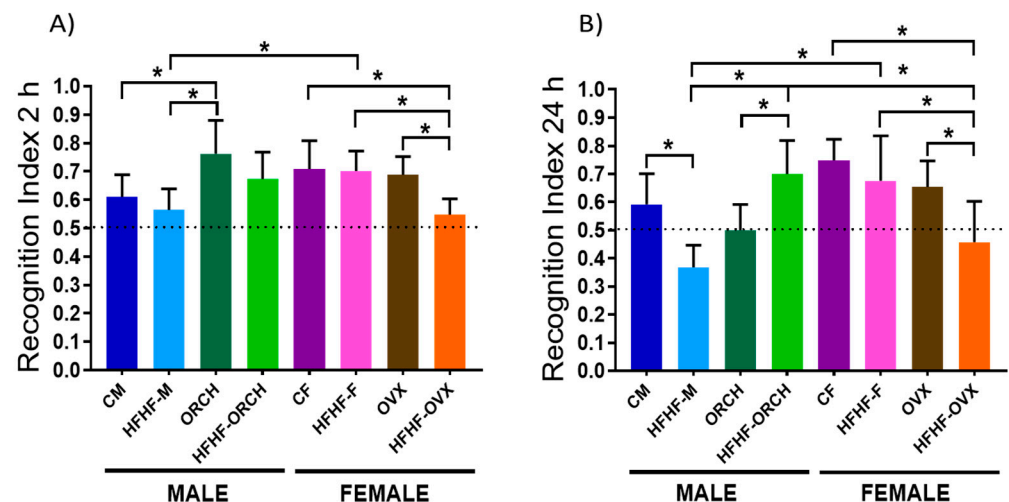 A)
Recognition Index 2 h
1.0
0.9
0.8
0.7
0.6
0.5
0.4
0.3
0.2
0.1
0.0
* * * * * *
CM HFHF-M ORCH HFHF-ORCH CF HFHF-F OVX HFHF-OVX
MALE FEMALE
B)
Recognition Index 24 h
1.0
0.9
0.8
0.7
0.6
0.5
0.4
0.3
0.2
0.1
0.0
* * * * * * * *
CM HFHF-M ORCH HFHF-ORCH CF HFHF-F OVX HFHF-OVX
MALE FEMALE